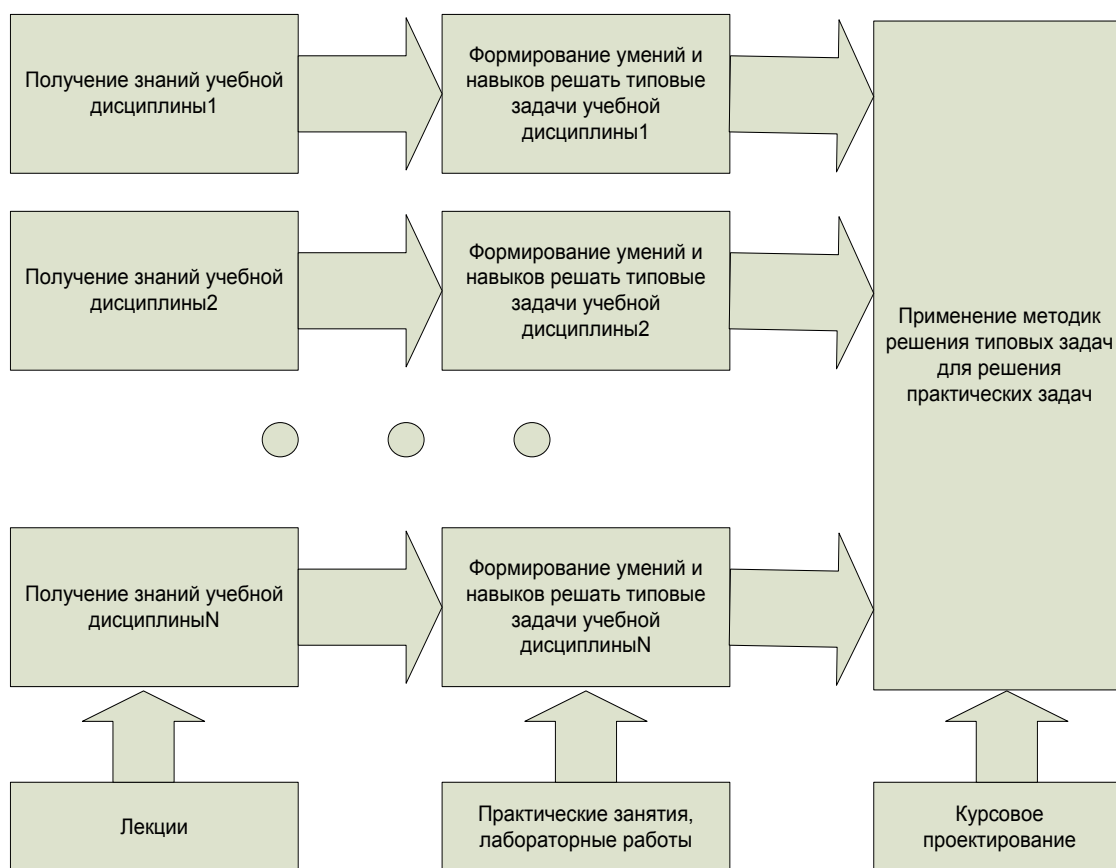 Получение знаний учебной
дисциплины1
Формирование умений и
навыков решать типовые
задачи учебной
дисциплины1
Получение знаний учебной
дисциплины2
Формирование умений и
навыков решать типовые
задачи учебной
дисциплины2
Применение методик
решения типовых задач
для решения
практических задач
Получение знаний учебной
дисциплиныN
Формирование умений и
навыков решать типовые
задачи учебной
дисциплиныN
Лекции
Практические занятия,
лабораторные работы
Курсовое
проектирование